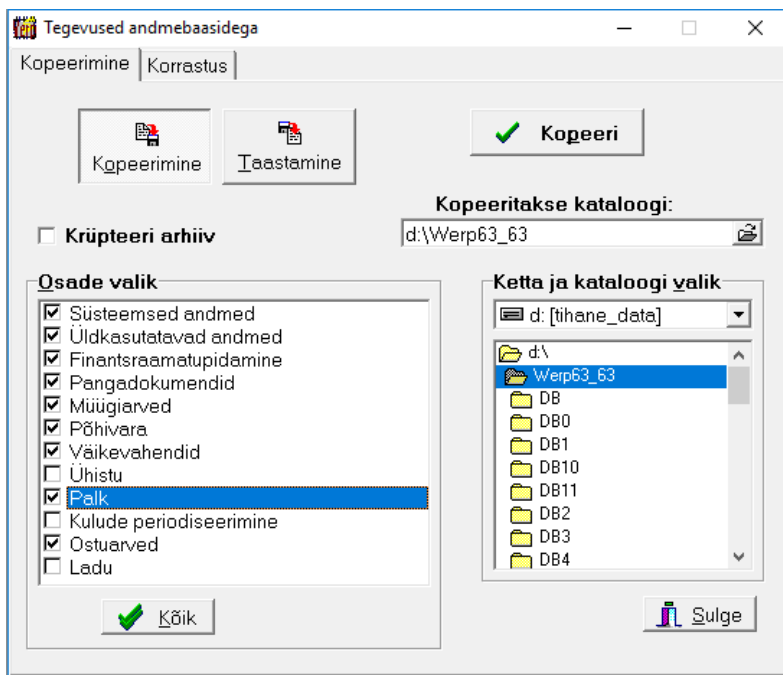 Tegevused andmebaasidega
Kopeerimine Korrastus
Kopeerimine Taastamine Kopeeri
Kopeeritakse kataloogi:
Krüpteeri arhiiv d:\Werp63_63
Osade valik
Süsteemsed andmed
Üldkasutatavad andmed
Finantsraamatupidamine
Pangadokumendid
Müügiarved
Põhivara
Väikevahendid
Ühistu
Palk
Kulude periodiseerimine
Ostuarved
Ladu
Kõik
Ketta ja kataloogi valik
d: [tihane_data]
d:\
Werp63_63
DB
DB0
DB1
DB10
DB11
DB2
DB3
DB4
Sulge